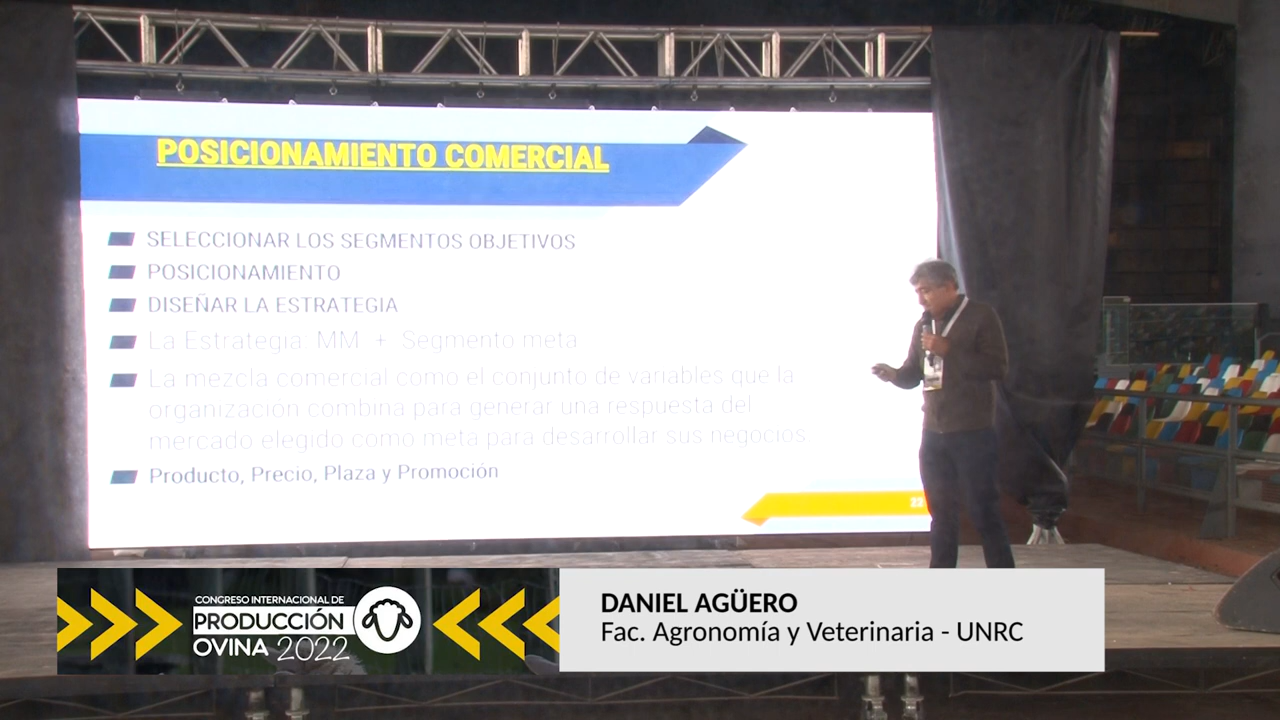 POSICIONAMIENTO COMERCIAL
SELECCIONAR LOS SEGMENTOS OBJETIVOS
POSICIONAMIENTO
DISEÑAR LA ESTRATEGIA
La Estrategia MM + Segmento meta
La mezcla comercial como el conjunto de variables que la
organización combina para generar una respuesta del
mercado elegido como meta para desarrollar sus negocios
Producto, Precio, Plaza y Promoción
22
CONGRESO INTERNACIONAL DE
PRODUCCIÓN
OVINA 2022
DANIEL AGÜERO
Fac. Agronomía y Veterinaria - UNRC